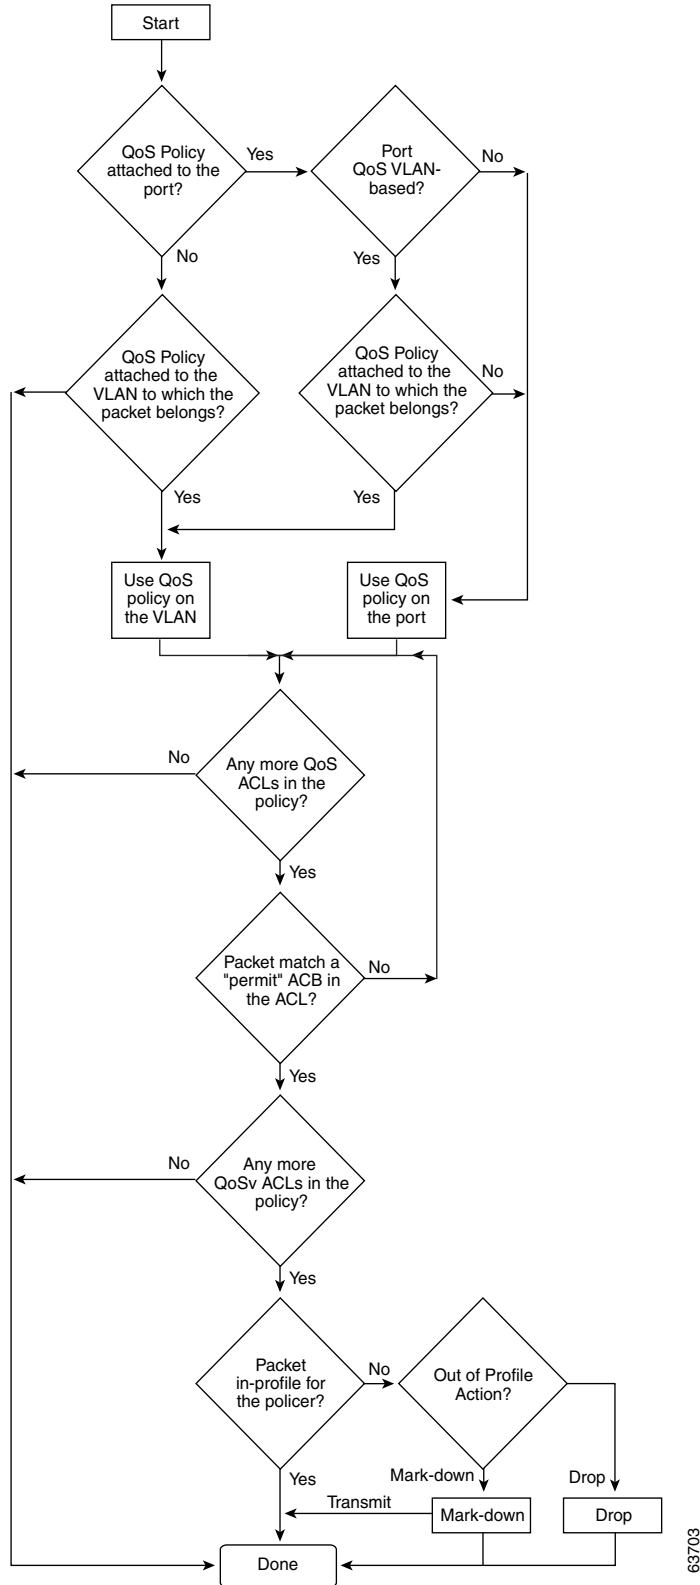 Start
QoS Policy
attached to the
port?
Yes
Port
QoS VLAN-
based?
No
No
Yes
QoS Policy
attached to the
VLAN to which the
packet belongs?
QoS Policy
attached to the
VLAN to which the
packet belongs?
No
Yes
Yes
Use QoS
policy on
the VLAN
Use QoS
policy on
the port
No
Any more QoS
ACLs in the
policy?
Yes
Packet match a
"permit" ACB in
the ACL?
No
Yes
No
Any more
QoSv ACLs in the
policy?
Yes
Packet
in-profile for
the policer?
No
Out of Profile
Action?
Yes
Mark-down
Drop
Transmit
Mark-down
Drop
Done
63703